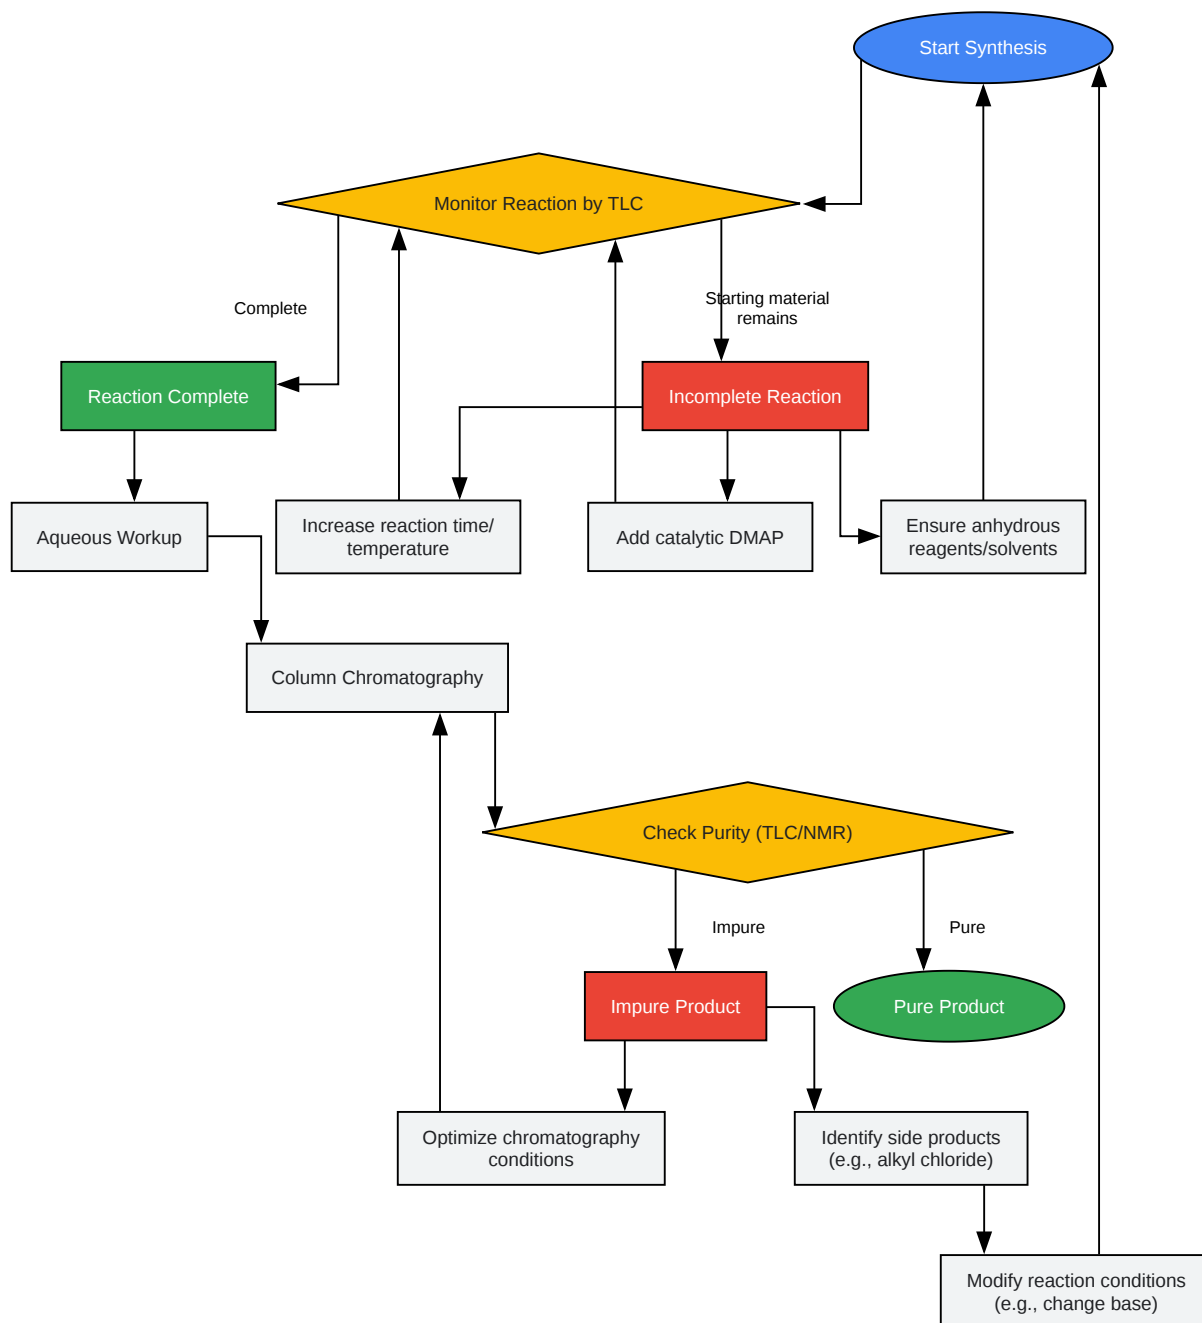 Start Synthesis
Monitor Reaction by TLC
Complete
Starting material
remains
Reaction Complete
Incomplete Reaction
Aqueous Workup
Increase reaction time/
temperature
Add catalytic DMAP
Ensure anhydrous
reagents/solvents
Column Chromatography
Check Purity (TLC/NMR)
Impure
Pure
Impure Product
Pure Product
Optimize chromatography
conditions
Identify side products
(e.g., alkyl chloride)
Modify reaction conditions
(e.g., change base)